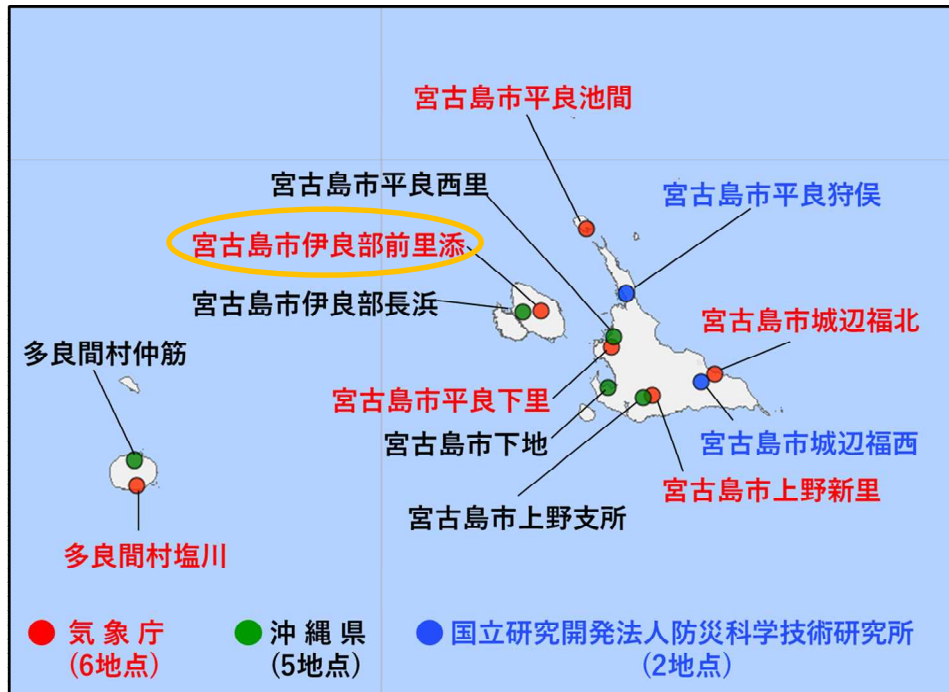 宮古島市平良池間
宮古島市平良西里
宮古島市平良狩俣
宮古島市伊良部前里添
宮古島市伊良部長浜
宮古島市城辺福北
多良間村仲筋
宮古島市平良下里
宮古島市下地
宮古島市城辺福西
宮古島市上野新里
宮古島市上野支所
多良間村塩川
気象庁
(6地点)
沖縄県
(5地点)
国立研究開発法人防災科学技術研究所
(2地点)